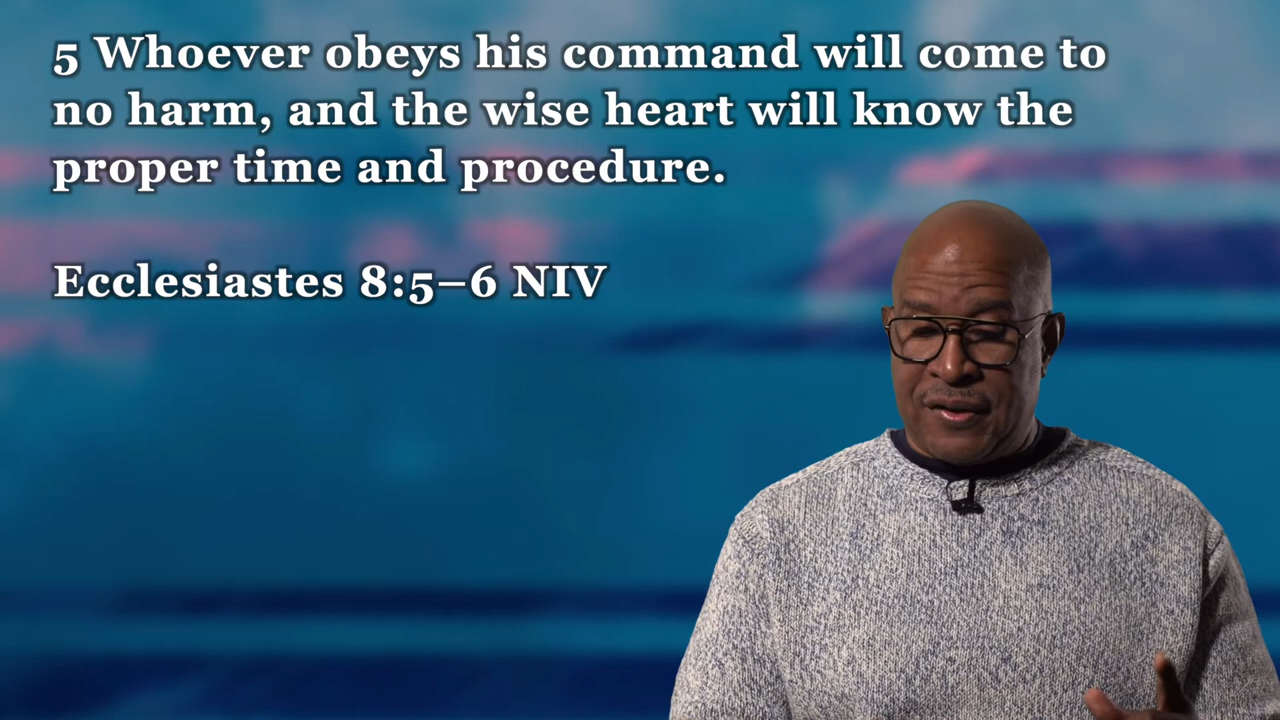 5 Whoever obeys his command will come to
no harm, and the wise heart will know the
proper time and procedure.
Ecclesiastes 8:5–6 NIV